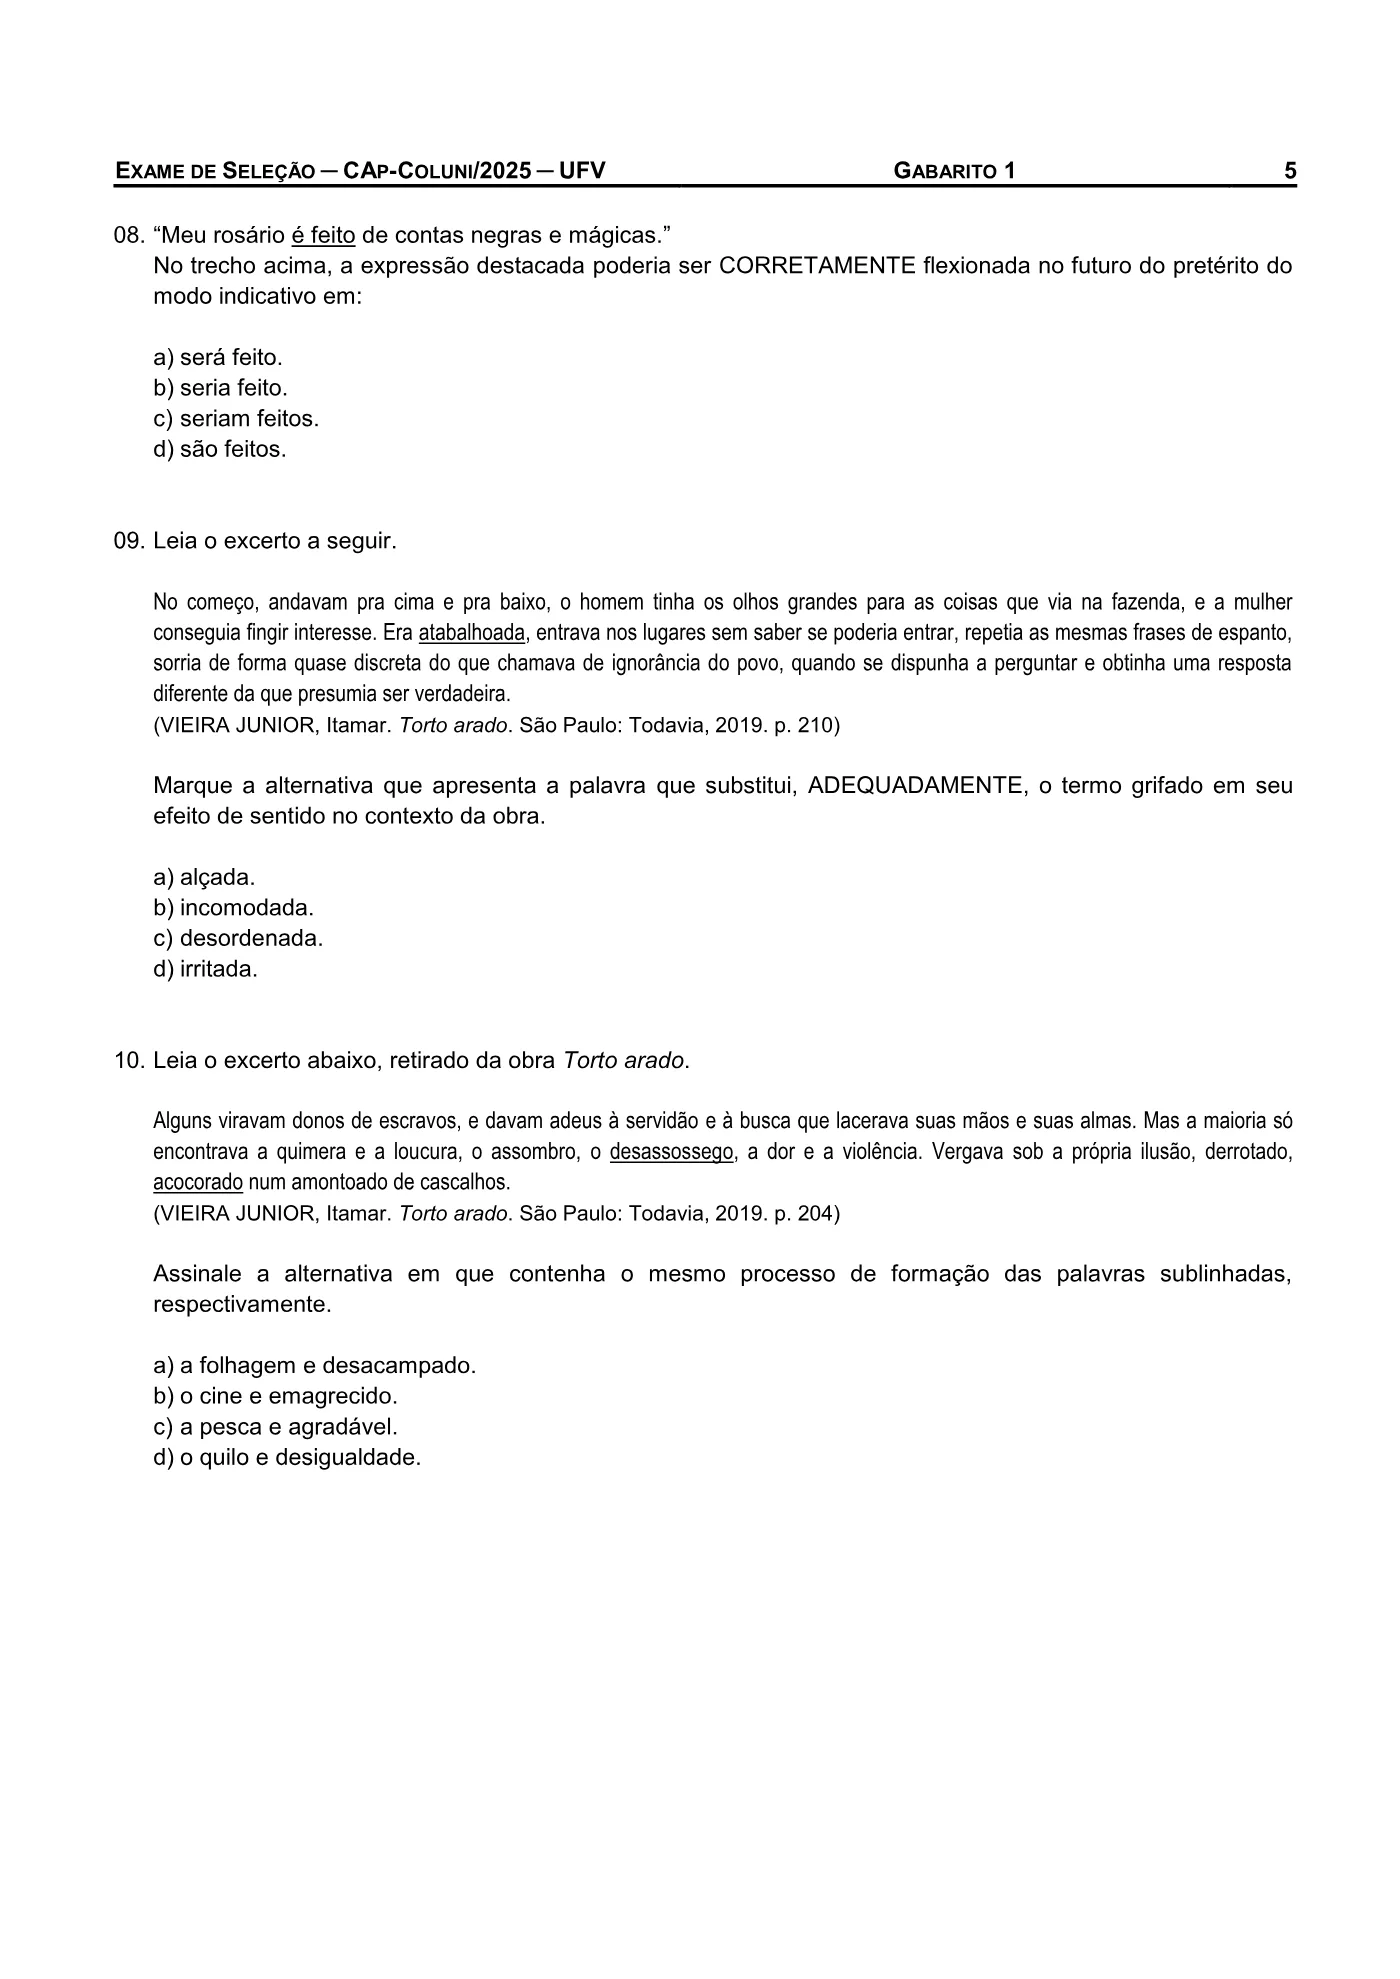 EXAME DE SELEÇÃO — CAP-COLUNI/2025 — UFV GABARITO 1 5
08. “Meu rosário é feito de contas negras e mágicas.”
No trecho acima, a expressão destacada poderia ser CORRETAMENTE flexionada no futuro do pretérito do
modo indicativo em:
a) será feito.
b) seria feito.
c) seriam feitos.
d) são feitos.
09. Leia o excerto a seguir.
No começo, andavam pra cima e pra baixo, o homem tinha os olhos grandes para as coisas que via na fazenda, e a mulher
conseguia fingir interesse. Era atabalhoada, entrava nos lugares sem saber se poderia entrar, repetia as mesmas frases de espanto,
sorria de forma quase discreta do que chamava de ignorância do povo, quando se dispunha a perguntar e obtinha uma resposta
diferente da que presumia ser verdadeira.
(VIEIRA JUNIOR, Itamar. Torto arado. São Paulo: Todavia, 2019. p. 210)
Marque a alternativa que apresenta a palavra que substitui, ADEQUADAMENTE, o termo grifado em seu
efeito de sentido no contexto da obra.
a) alçada.
b) incomodada.
c) desordenada.
d) irritada.
10. Leia o excerto abaixo, retirado da obra Torto arado.
Alguns viravam donos de escravos, e davam adeus à servidão e à busca que lacerava suas mãos e suas almas. Mas a maioria só
encontrava a quimera e a loucura, o assombro, o desassossego, a dor e a violência. Vergava sob a própria ilusão, derrotado,
acocorado num amontoado de cascalhos.
(VIEIRA JUNIOR, Itamar. Torto arado. São Paulo: Todavia, 2019. p. 204)
Assinale a alternativa em que contenha o mesmo processo de formação das palavras sublinhadas,
respectivamente.
a) a folhagem e desacampado.
b) o cine e emagrecido.
c) a pesca e agradável.
d) o quilo e desigualdade.